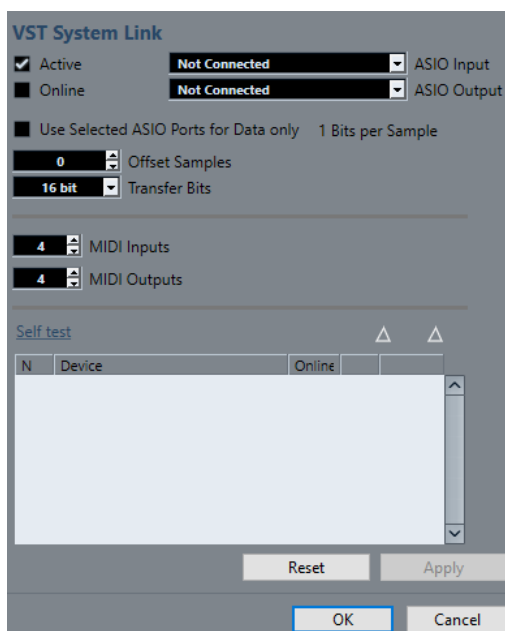 VST System Link
Active Not Connected ASIO Input
Online Not Connected ASIO Output
Use Selected ASIO Ports for Data only 1 Bits per Sample
0 Offset Samples
16 bit Transfer Bits
4 MIDI Inputs
4 MIDI Outputs
Self test
N Device Online
Reset Apply
OK Cancel